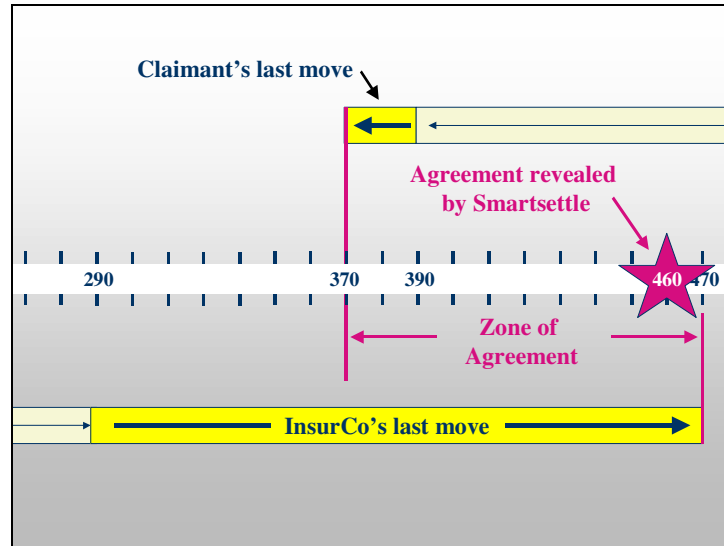 Claimant's last move
Agreement revealed
by Smartsettle
290 370 390 460 470
Zone of
Agreement
InsurCo's last move